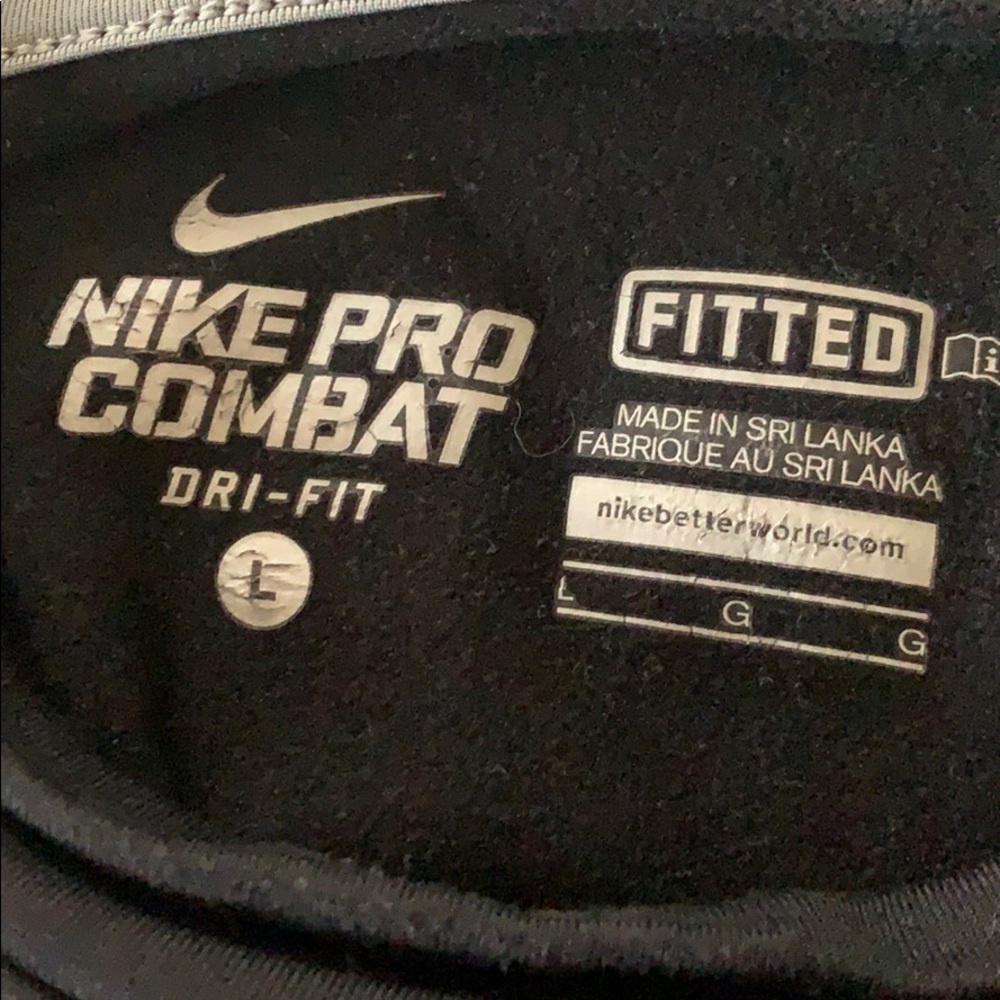 NIKE PRO
COMBAT
DRI-FIT
L
FITTED
i
MADE IN SRI LANKA
FABRIQUE AU SRI LANKA
nikebetterworld.com
L G G